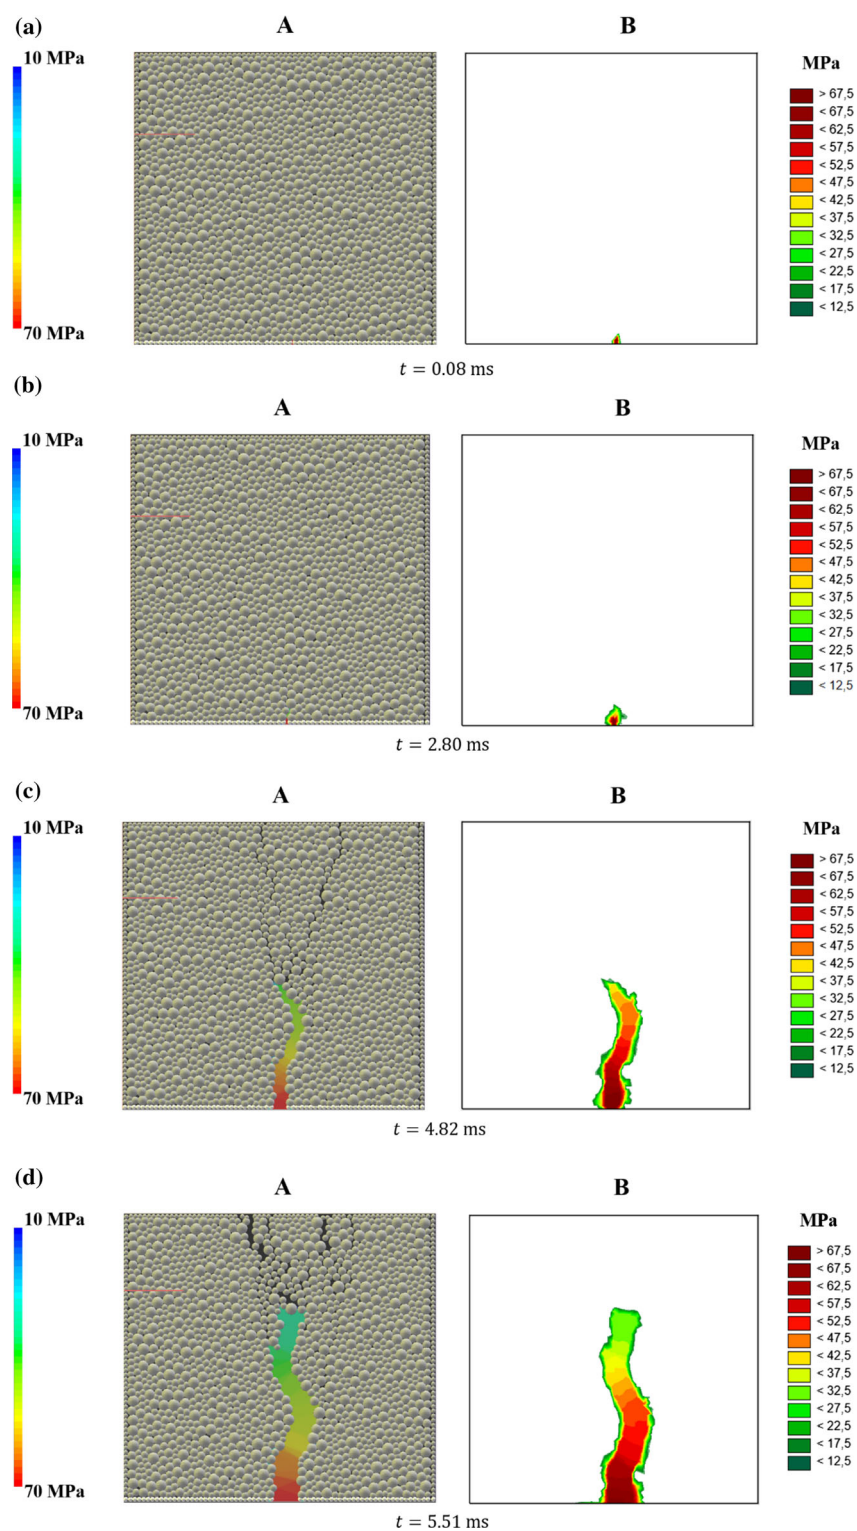 (a)
A
B
10 MPa
70 MPa
MPa
> 67,5
< 67,5
< 62,5
< 57,5
< 52,5
< 47,5
< 42,5
< 37,5
< 32,5
< 27,5
< 22,5
< 17,5
< 12,5
t = 0.08 ms
(b)
A
B
10 MPa
70 MPa
MPa
> 67,5
< 67,5
< 62,5
< 57,5
< 52,5
< 47,5
< 42,5
< 37,5
< 32,5
< 27,5
< 22,5
< 17,5
< 12,5
t = 2.80 ms
(c)
A
B
10 MPa
70 MPa
MPa
> 67,5
< 67,5
< 62,5
< 57,5
< 52,5
< 47,5
< 42,5
< 37,5
< 32,5
< 27,5
< 22,5
< 17,5
< 12,5
t = 4.82 ms
(d)
A
B
10 MPa
70 MPa
MPa
> 67,5
< 67,5
< 62,5
< 57,5
< 52,5
< 47,5
< 42,5
< 37,5
< 32,5
< 27,5
< 22,5
< 17,5
< 12,5
t = 5.51 ms